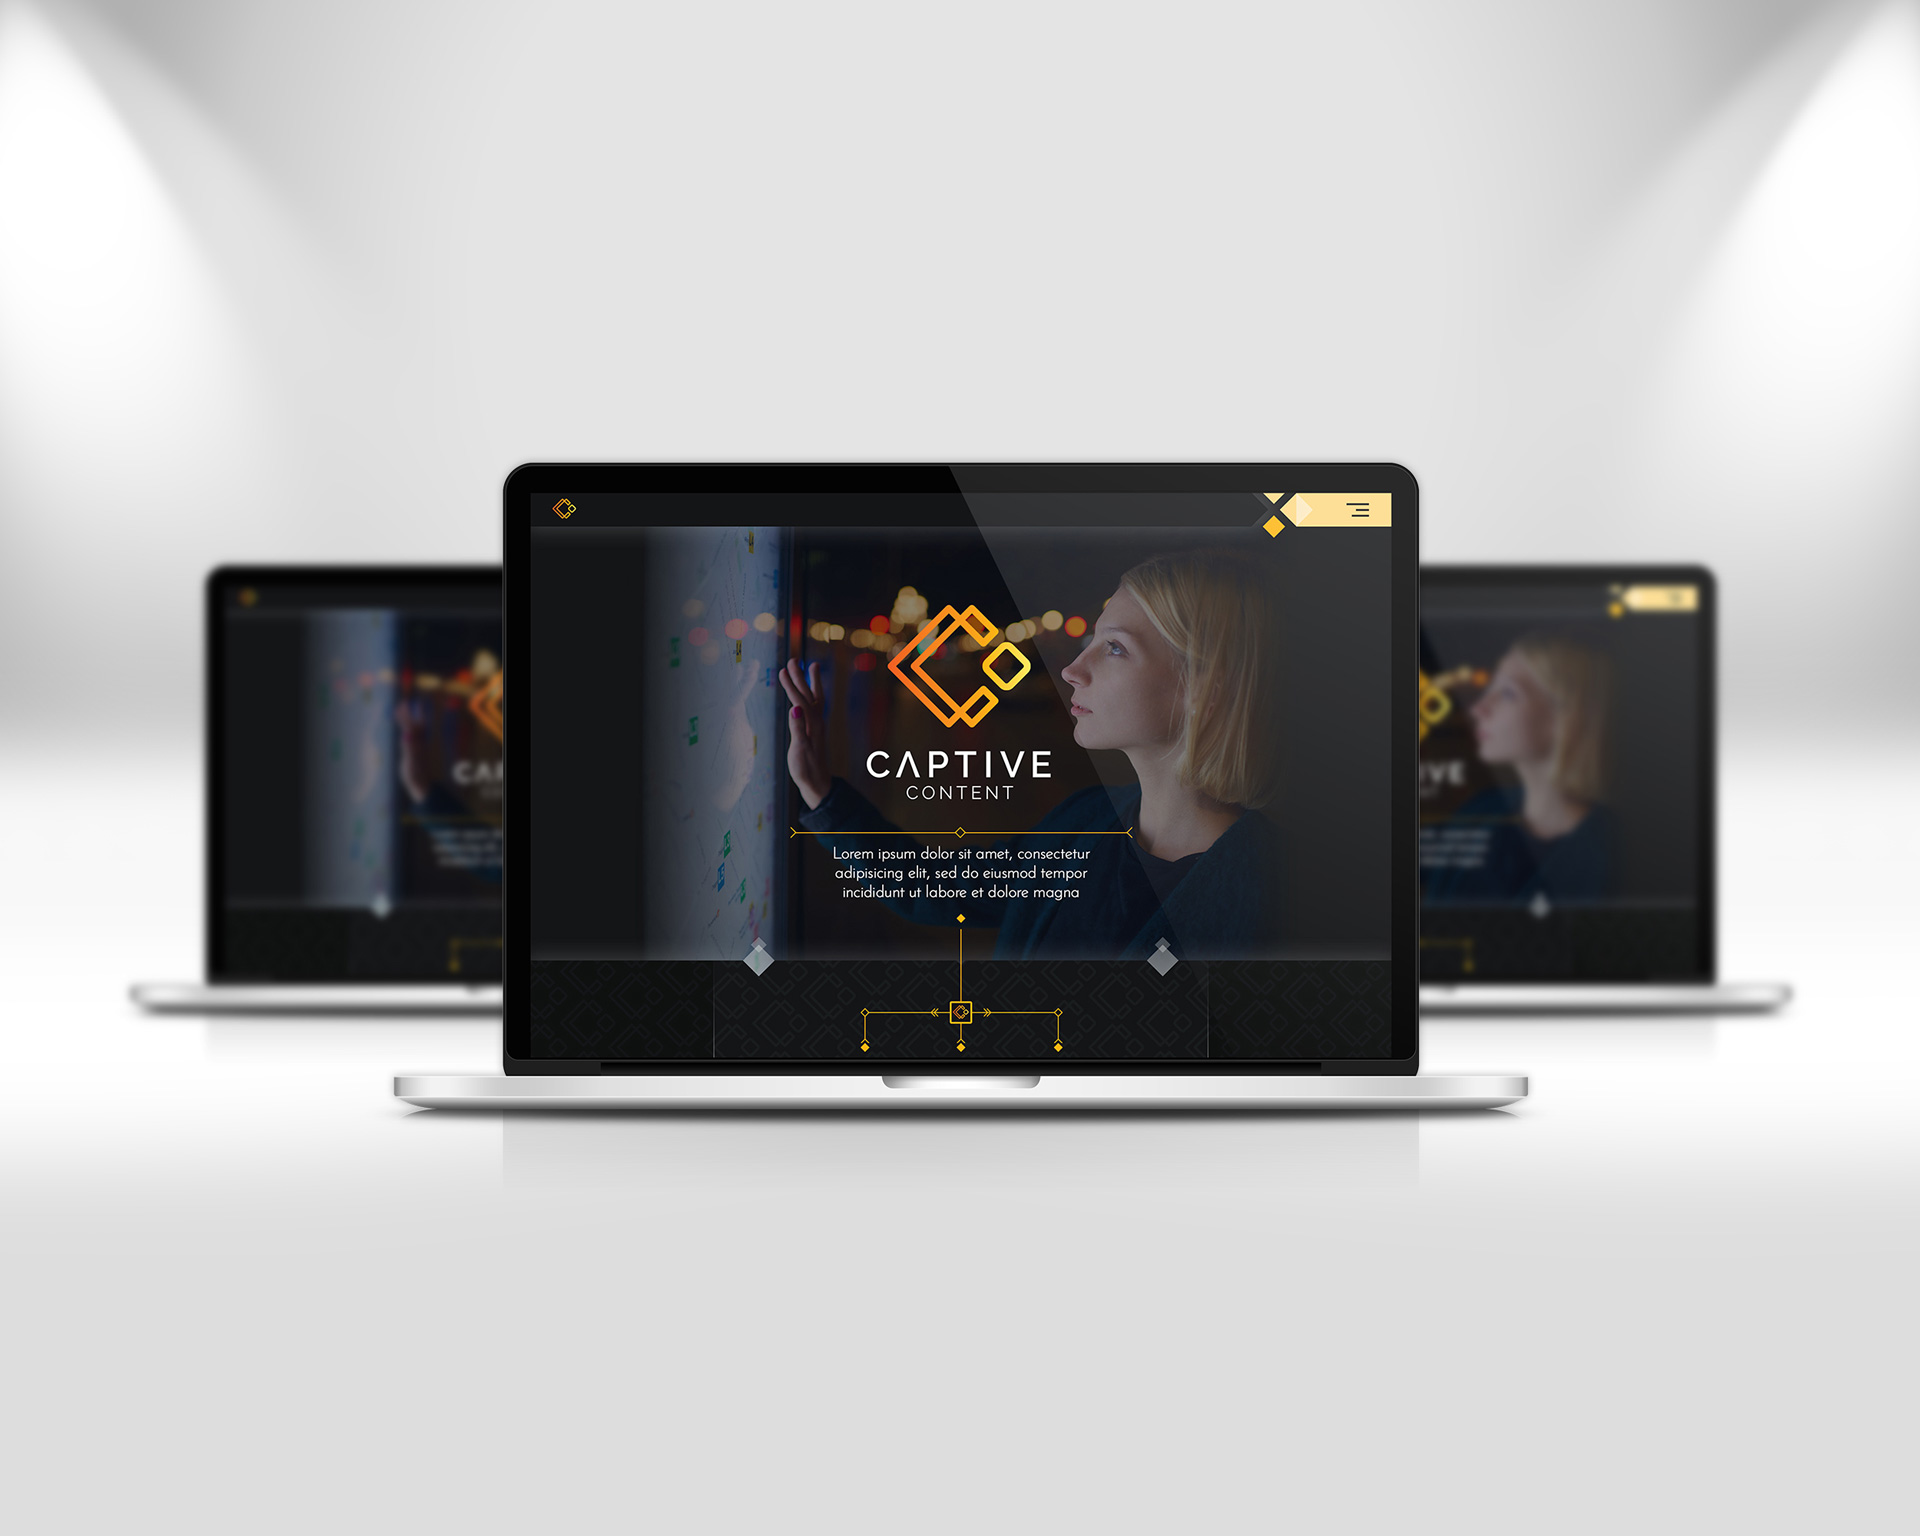 CAPTIVE
CONTENT
Lorem ipsum dolor sit amet, consectetur
adipisicing elit, sed do eiusmod tempor
incididunt ut labore et dolore magna